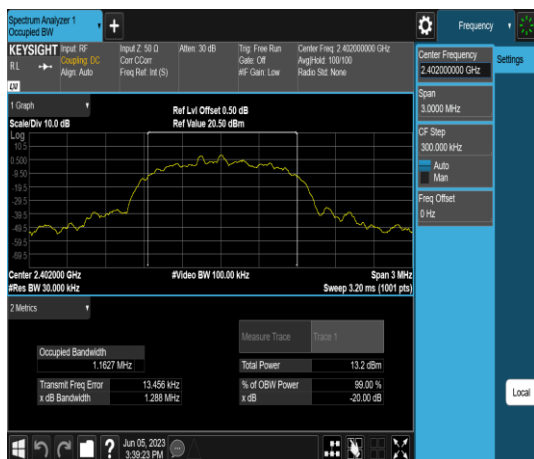 Spectrum Analyzer 1
Occupied BW
Frequency
KEYSIGHT
R L
LXI
Input: RF
Coupling: DC
Align: Auto
Input Z: 50 Ω
Corr CCorr
Freq Ref: Int (S)
Atten: 30 dB
Trig: Free Run
Gate: Off
#IF Gain: Low
Center Freq: 2.402000000 GHz
Avg|Hold: 100/100
Radio Std: None
Center Frequency
2.402000000 GHz
Settings
Span
3.0000 MHz
CF Step
300.000 kHz
Auto
Man
Freq Offset
0 Hz
Local
1 Graph
Scale/Div 10.0 dB
Ref Lvl Offset 0.50 dB
Ref Value 20.50 dBm
Log
10.5
0.500
-9.50
-19.5
-29.5
-39.5
-49.5
-59.5
-69.5
Center 2.402000 GHz
#Video BW 100.00 kHz
Span 3 MHz
#Res BW 30.000 kHz
Sweep 3.20 ms (1001 pts)
2 Metrics
Measure Trace
Trace 1
Occupied Bandwidth
1.1627 MHz
Total Power
13.2 dBm
Transmit Freq Error
13.456 kHz
% of OBW Power
99.00 %
x dB Bandwidth
1.288 MHz
x dB
-20.00 dB
?
Jun 05, 2023
3:39:23 PM